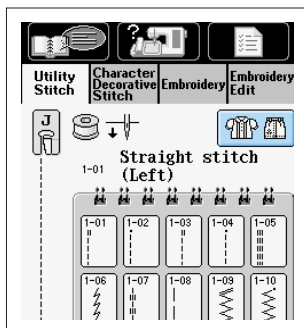 ?
Utility
Stitch
Character
Decorative
Stitch
Embroidery
Embroidery
Edit
J
1-01
Straight stitch
(Left)
1-01 1-02 1-03 1-04 1-05
1-06 1-07 1-08 1-09 1-10